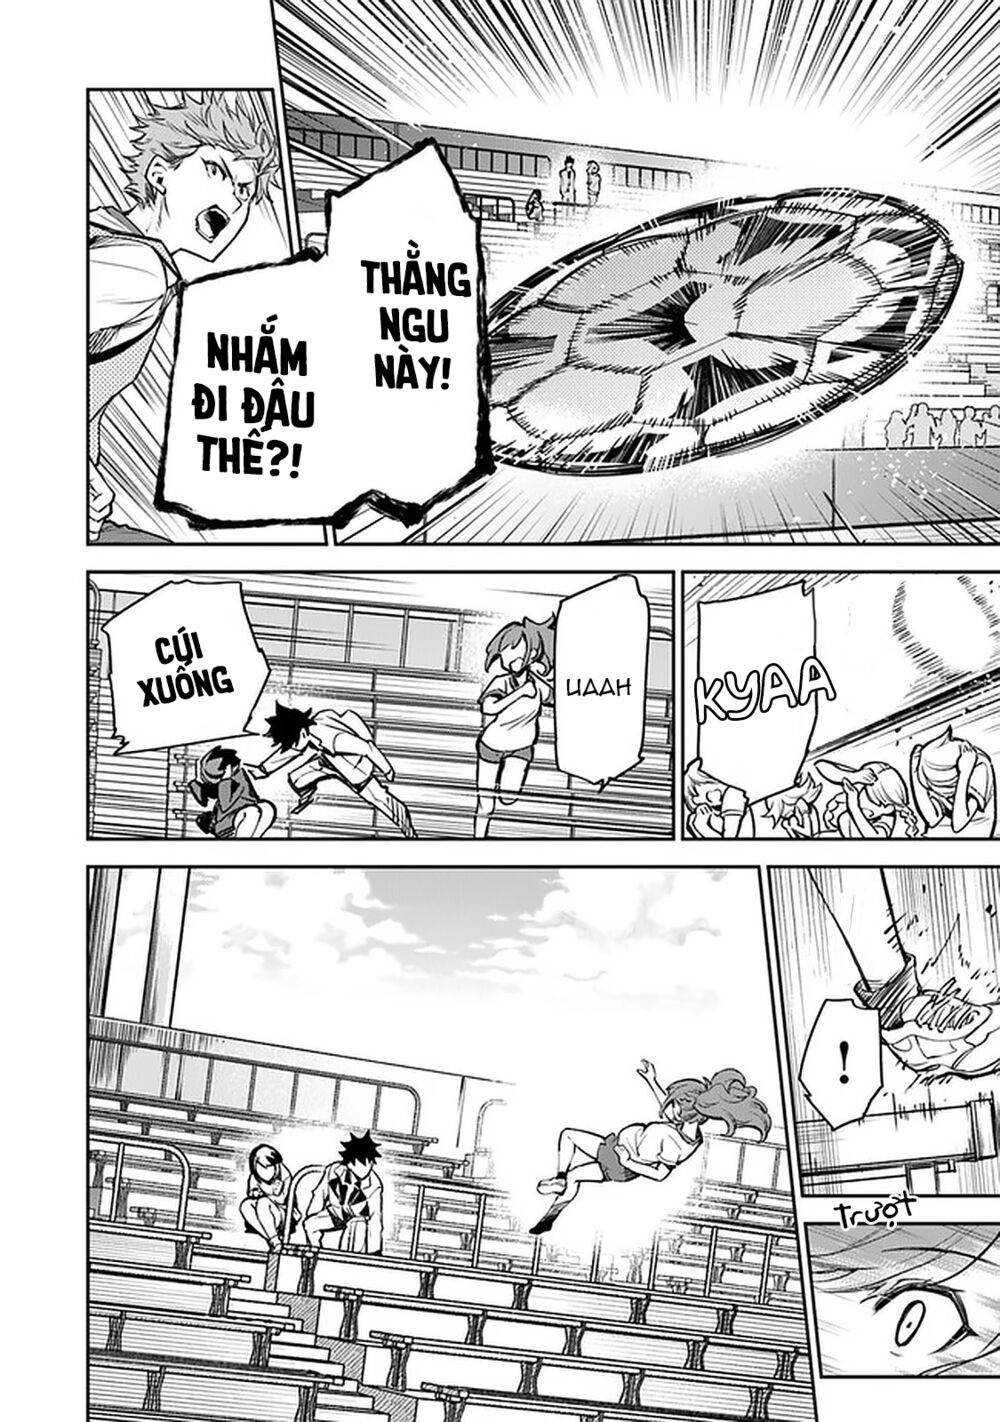 THẰNG
NGU
NÀY!
NHẮM
ĐI ĐÂU
THẾ?!
KYAA
UAAH
CÚI
XUỐNG
!
TRƯỢT